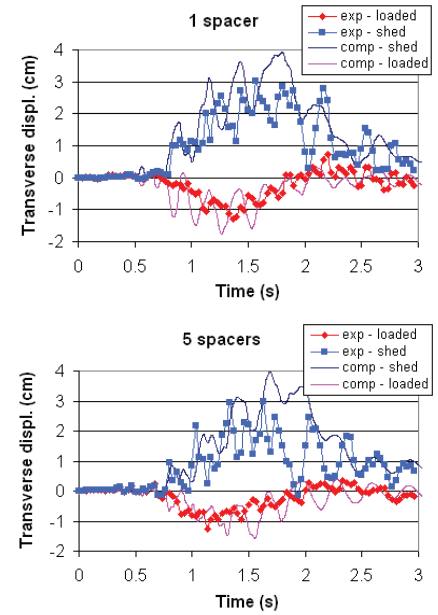 1 spacer
exp - loaded
exp - shed
comp - shed
comp - loaded
Transverse displ. (cm)
4
3
2
1
0
-1
-2
0 0.5 1 1.5 2 2.5 3
Time (s)
5 spacers
exp - loaded
exp - shed
comp - shed
comp - loaded
Transverse displ. (cm)
4
3
2
1
0
-1
-2
0 0.5 1 1.5 2 2.5 3
Time (s)